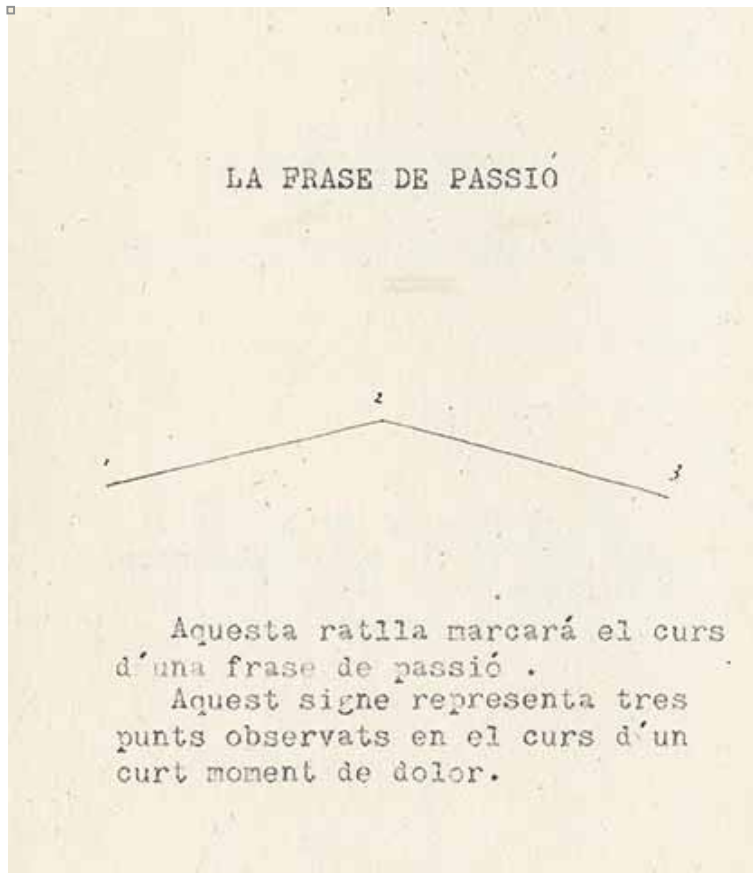 LA FRASE DE PASSIÓ
2
1
3
Aquesta ratlla marcará el curs
d'una frase de passió .
Aquest signe representa tres
punts observats en el curs d'un
curt moment de dolor.